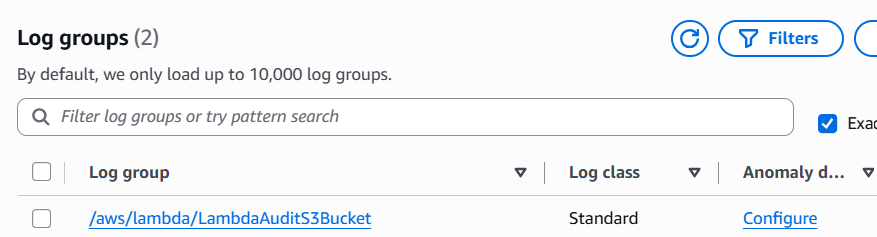 Log groups (2)
Filters
By default, we only load up to 10,000 log groups.
Filter log groups or try pattern search
Exac
Log group
Log class
Anomaly d...
/aws/lambda/LambdaAuditS3Bucket
Standard
Configure